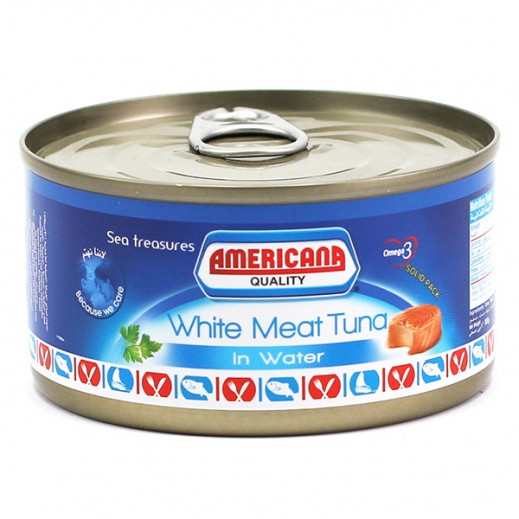 Sea treasures
AMERICANA
QUALITY
لأننا نهتم
Because we care
Omega 3
SOLID PACK
White Meat Tuna
in Water